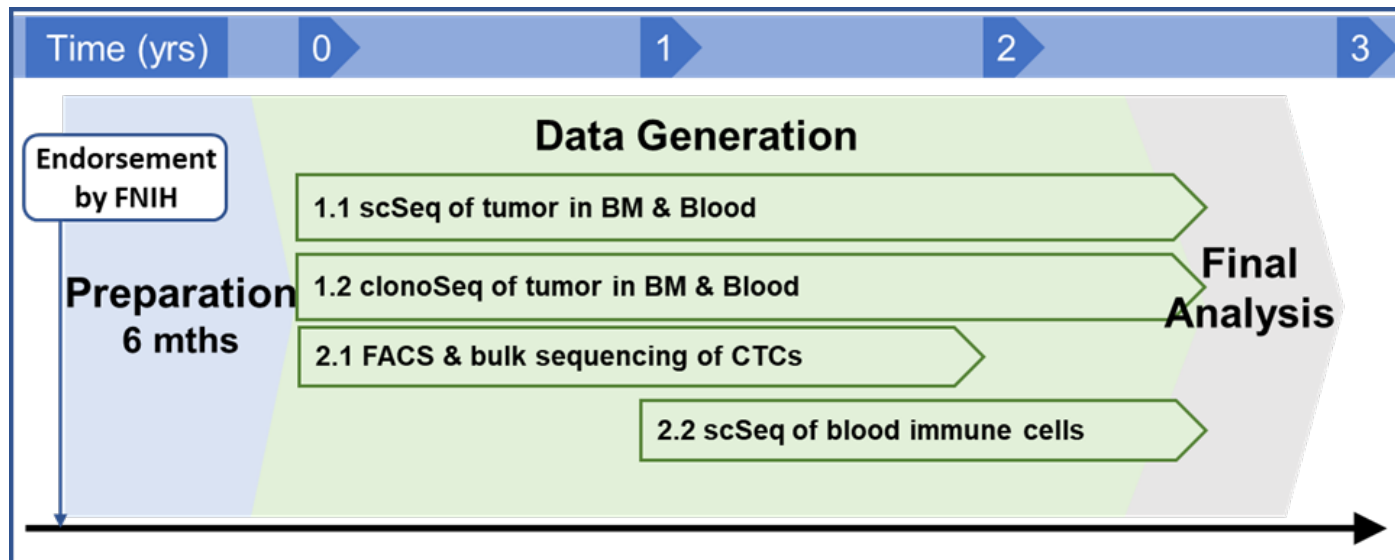 Time (yrs) 0 1 2 3
Endorsement
by FNIH
Data Generation
1.1 scSeq of tumor in BM & Blood
1.2 clonoSeq of tumor in BM & Blood
2.1 FACS & bulk sequencing of CTCs
2.2 scSeq of blood immune cells
Preparation
6 mths
Final
Analysis